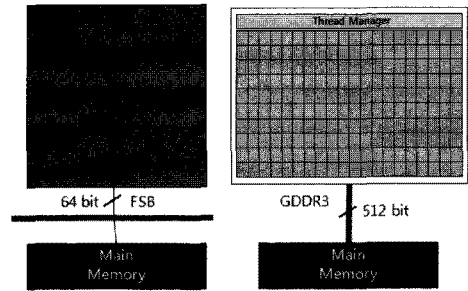 Thread Manager
64 bit
FSB
GDDR3
512 bit
Main
Memory
Main
Memory